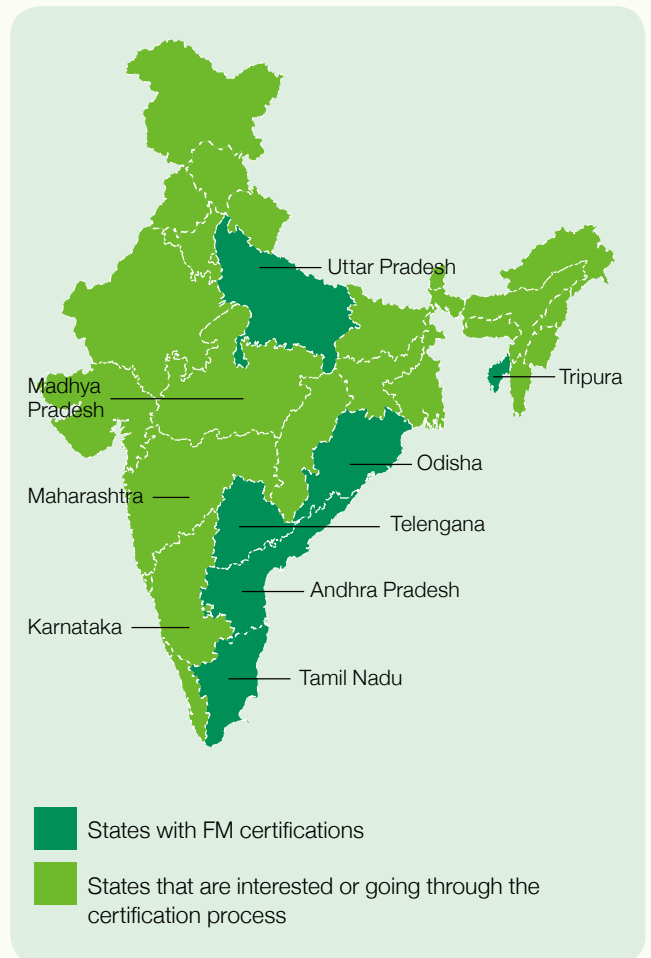 Uttar Pradesh
Tripura
Madhya
Pradesh
Odisha
Maharashtra
Telengana
Andhra Pradesh
Karnataka
Tamil Nadu
States with FM certifications
States that are interested or going through the
certification process